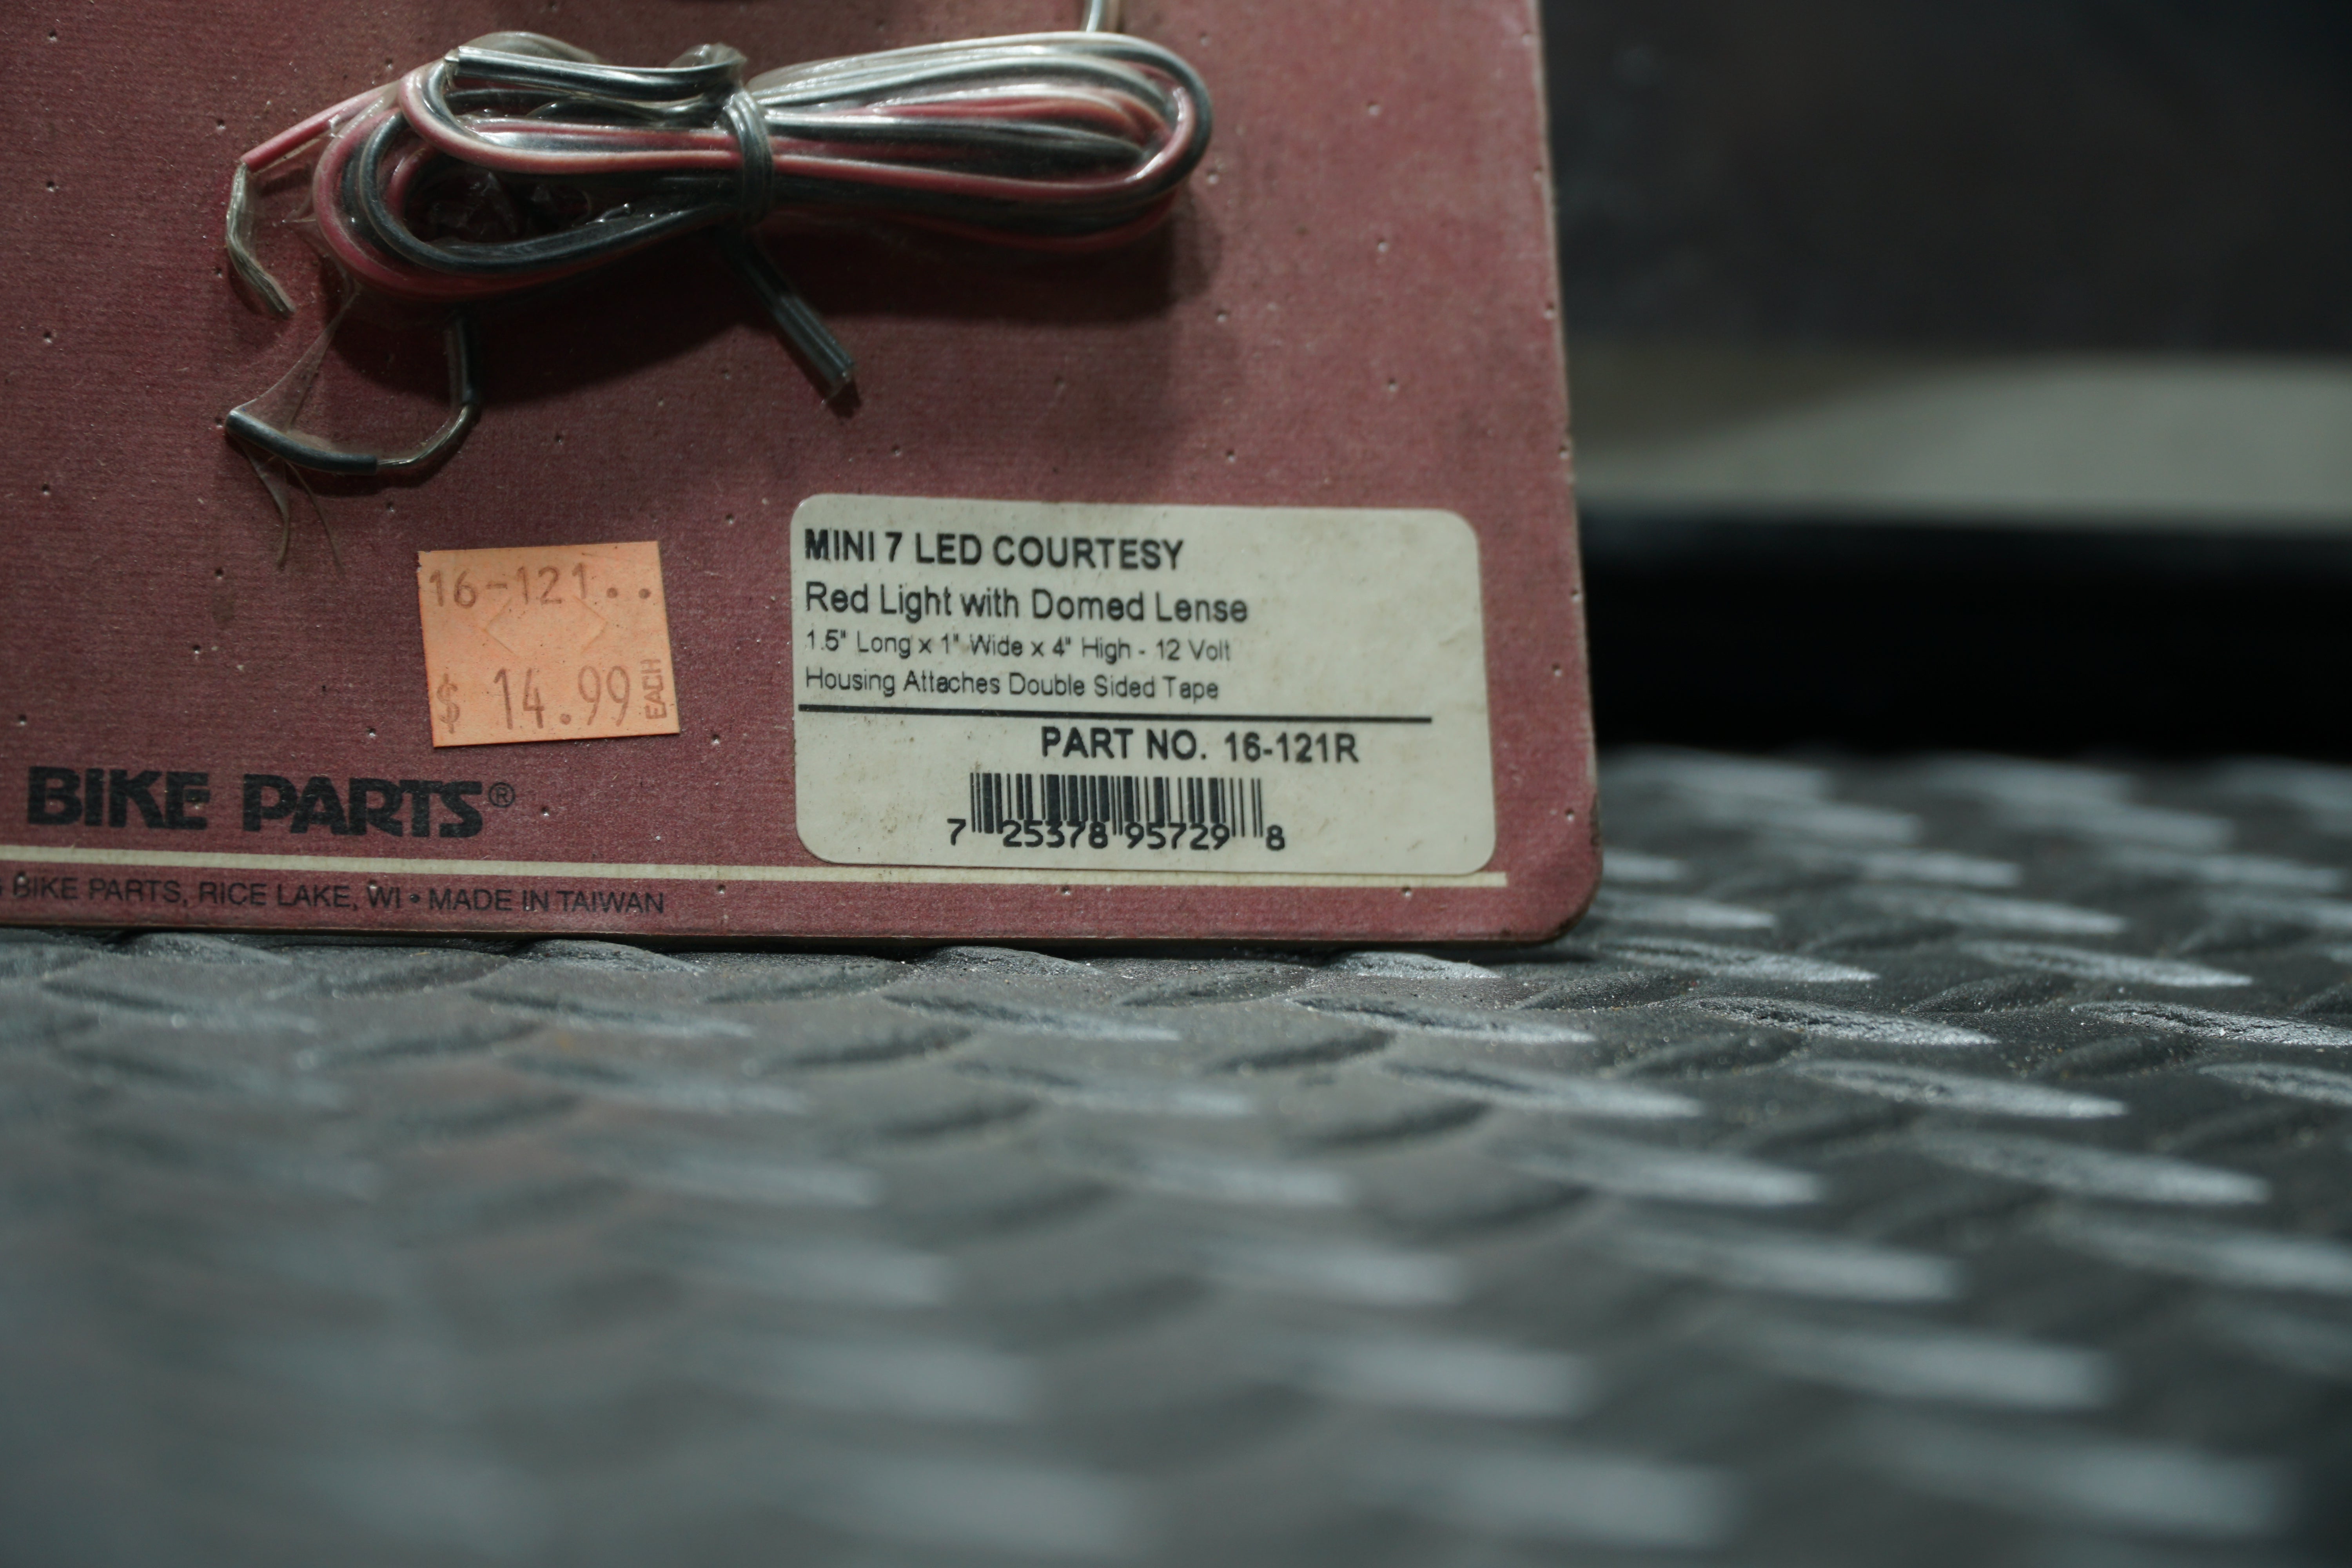 16-121..
$ 14.99 EACH
MINI 7 LED COURTESY
Red Light with Domed Lense
1.5" Long x 1" Wide x 4" High - 12 Volt
Housing Attaches Double Sided Tape
PART NO. 16-121R
7 25378 95729 8
BIKE PARTS®
BIKE PARTS, RICE LAKE, WI • MADE IN TAIWAN